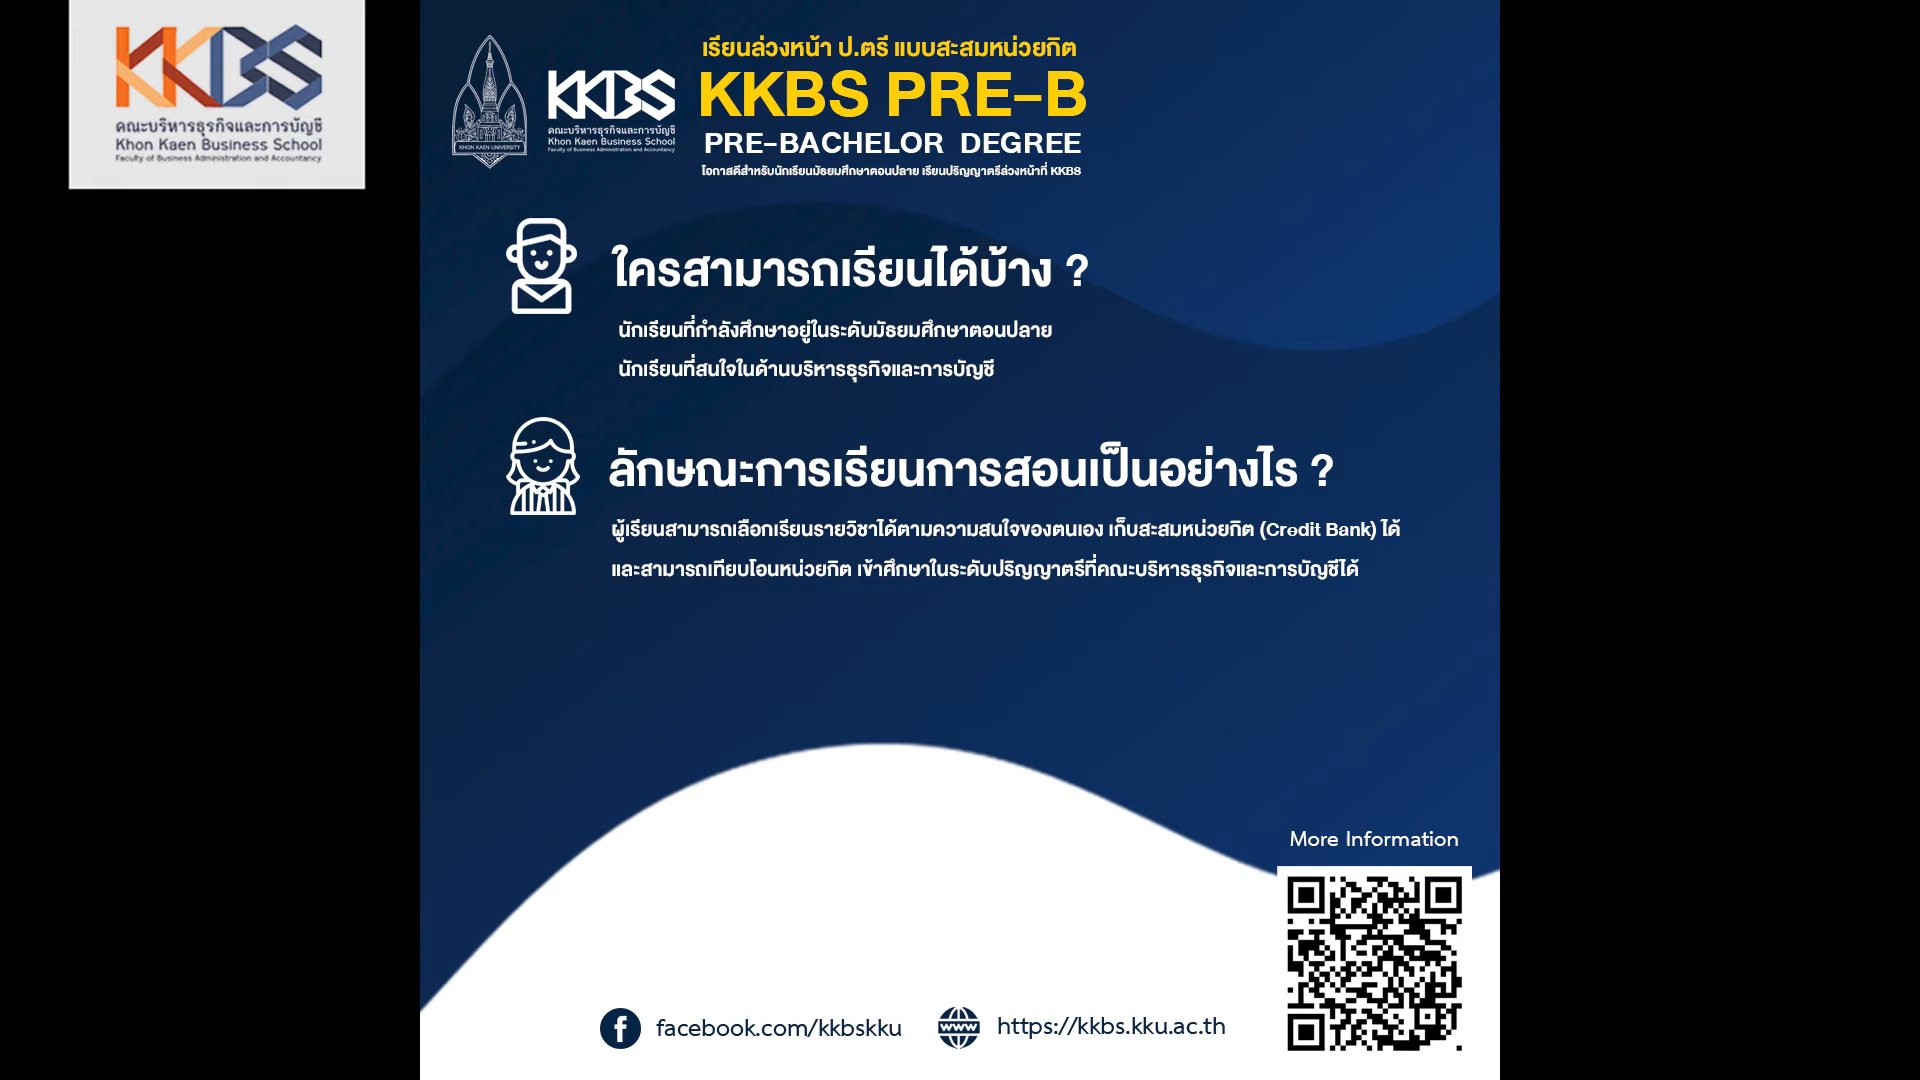 KKBS
คณะบริหารธุรกิจและการบัญชี
Khon Kaen Business School
Faculty of Business Administration and Accountancy
KHON KAEN UNIVERSITY
KKBS
คณะบริหารธุรกิจและการบัญชี
Khon Kaen Business School
Faculty of Business Administration and Accountancy
เรียนล่วงหน้า ป.ตรี แบบสะสมหน่วยกิต
KKBS PRE-B
PRE-BACHELOR DEGREE
โอกาสดีสำหรับนักเรียนมัธยมศึกษาตอนปลาย เรียนปริญญาตรีล่วงหน้าที่ KKBS
ใครสามารถเรียนได้บ้าง ?
นักเรียนที่กำลังศึกษาอยู่ในระดับมัธยมศึกษาตอนปลาย
นักเรียนที่สนใจในด้านบริหารธุรกิจและการบัญชี
ลักษณะการเรียนการสอนเป็นอย่างไร ?
ผู้เรียนสามารถเลือกเรียนรายวิชาได้ตามความสนใจของตนเอง เก็บสะสมหน่วยกิต (Credit Bank) ได้
และสามารถเทียบโอนหน่วยกิต เข้าศึกษาในระดับปริญญาตรีที่คณะบริหารธุรกิจและการบัญชีได้
More Information
facebook.com/kkbskku
www
https://kkbs.kku.ac.th